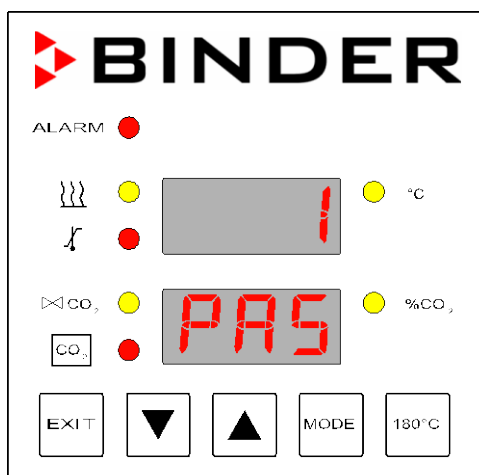 BINDER
ALARM
1
°C
CO₂
PAS
%CO₂
CO₂
EXIT
MODE
180°C